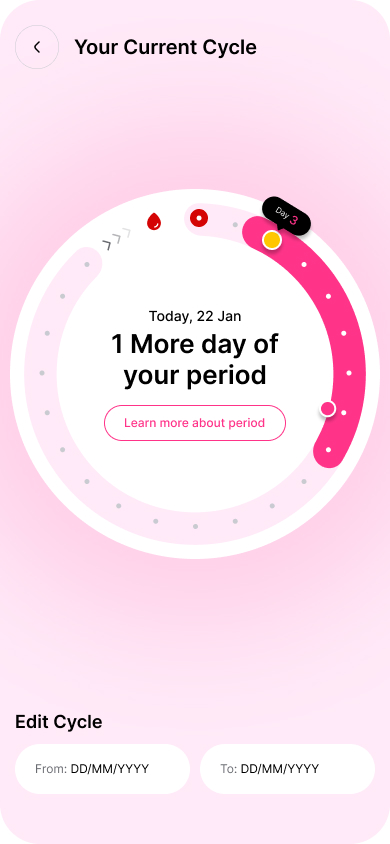 Your Current Cycle
Day 3
Today, 22 Jan
1 More day of
your period
Learn more about period
Edit Cycle
From: DD/MM/YYYY
To: DD/MM/YYYY